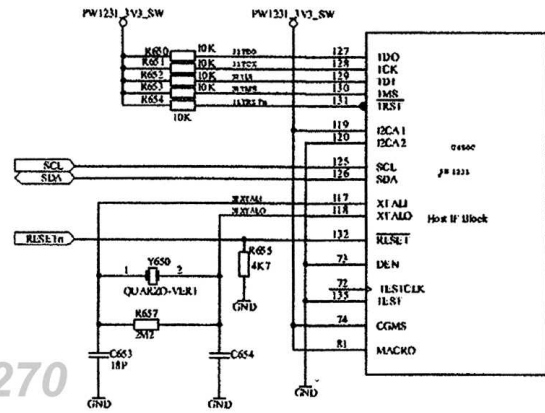 PW1231_3V3_SW PW1231_3V3_SW
R650 10K 127 TDO
R651 10K 128 TCK
R652 10K 129 TDI
R653 10K 130 TMS
R654 131 TRST
10K
119 I2CA1
120 I2CA2
SCL 125 SCL
SDA 126 SDA
Host IF Block
XTALI 117 XTALI
XTALO 118 XTALO
RESETn 132 RESET
R655
4K7
GND
Y650
1 2
QUARZO-VERT
73 DEN
72 TESTCLK
135 TEST
R657
2M2
74 CGMS
81 MACRO
C653
18P
C654
GND GND GND
270